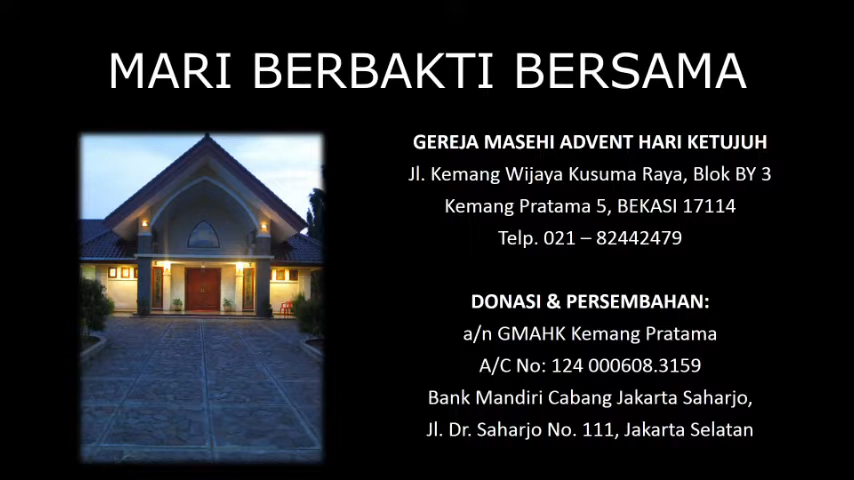 MARI BERBAKTI BERSAMA
GEREJA MASEHI ADVENT HARI KETUJUH
Jl. Kemang Wijaya Kusuma Raya, Blok BY 3
Kemang Pratama 5, BEKASI 17114
Telp. 021 – 82442479
DONASI & PERSEMBAHAN:
a/n GMAHK Kemang Pratama
A/C No: 124 000608.3159
Bank Mandiri Cabang Jakarta Saharjo,
Jl. Dr. Saharjo No. 111, Jakarta Selatan